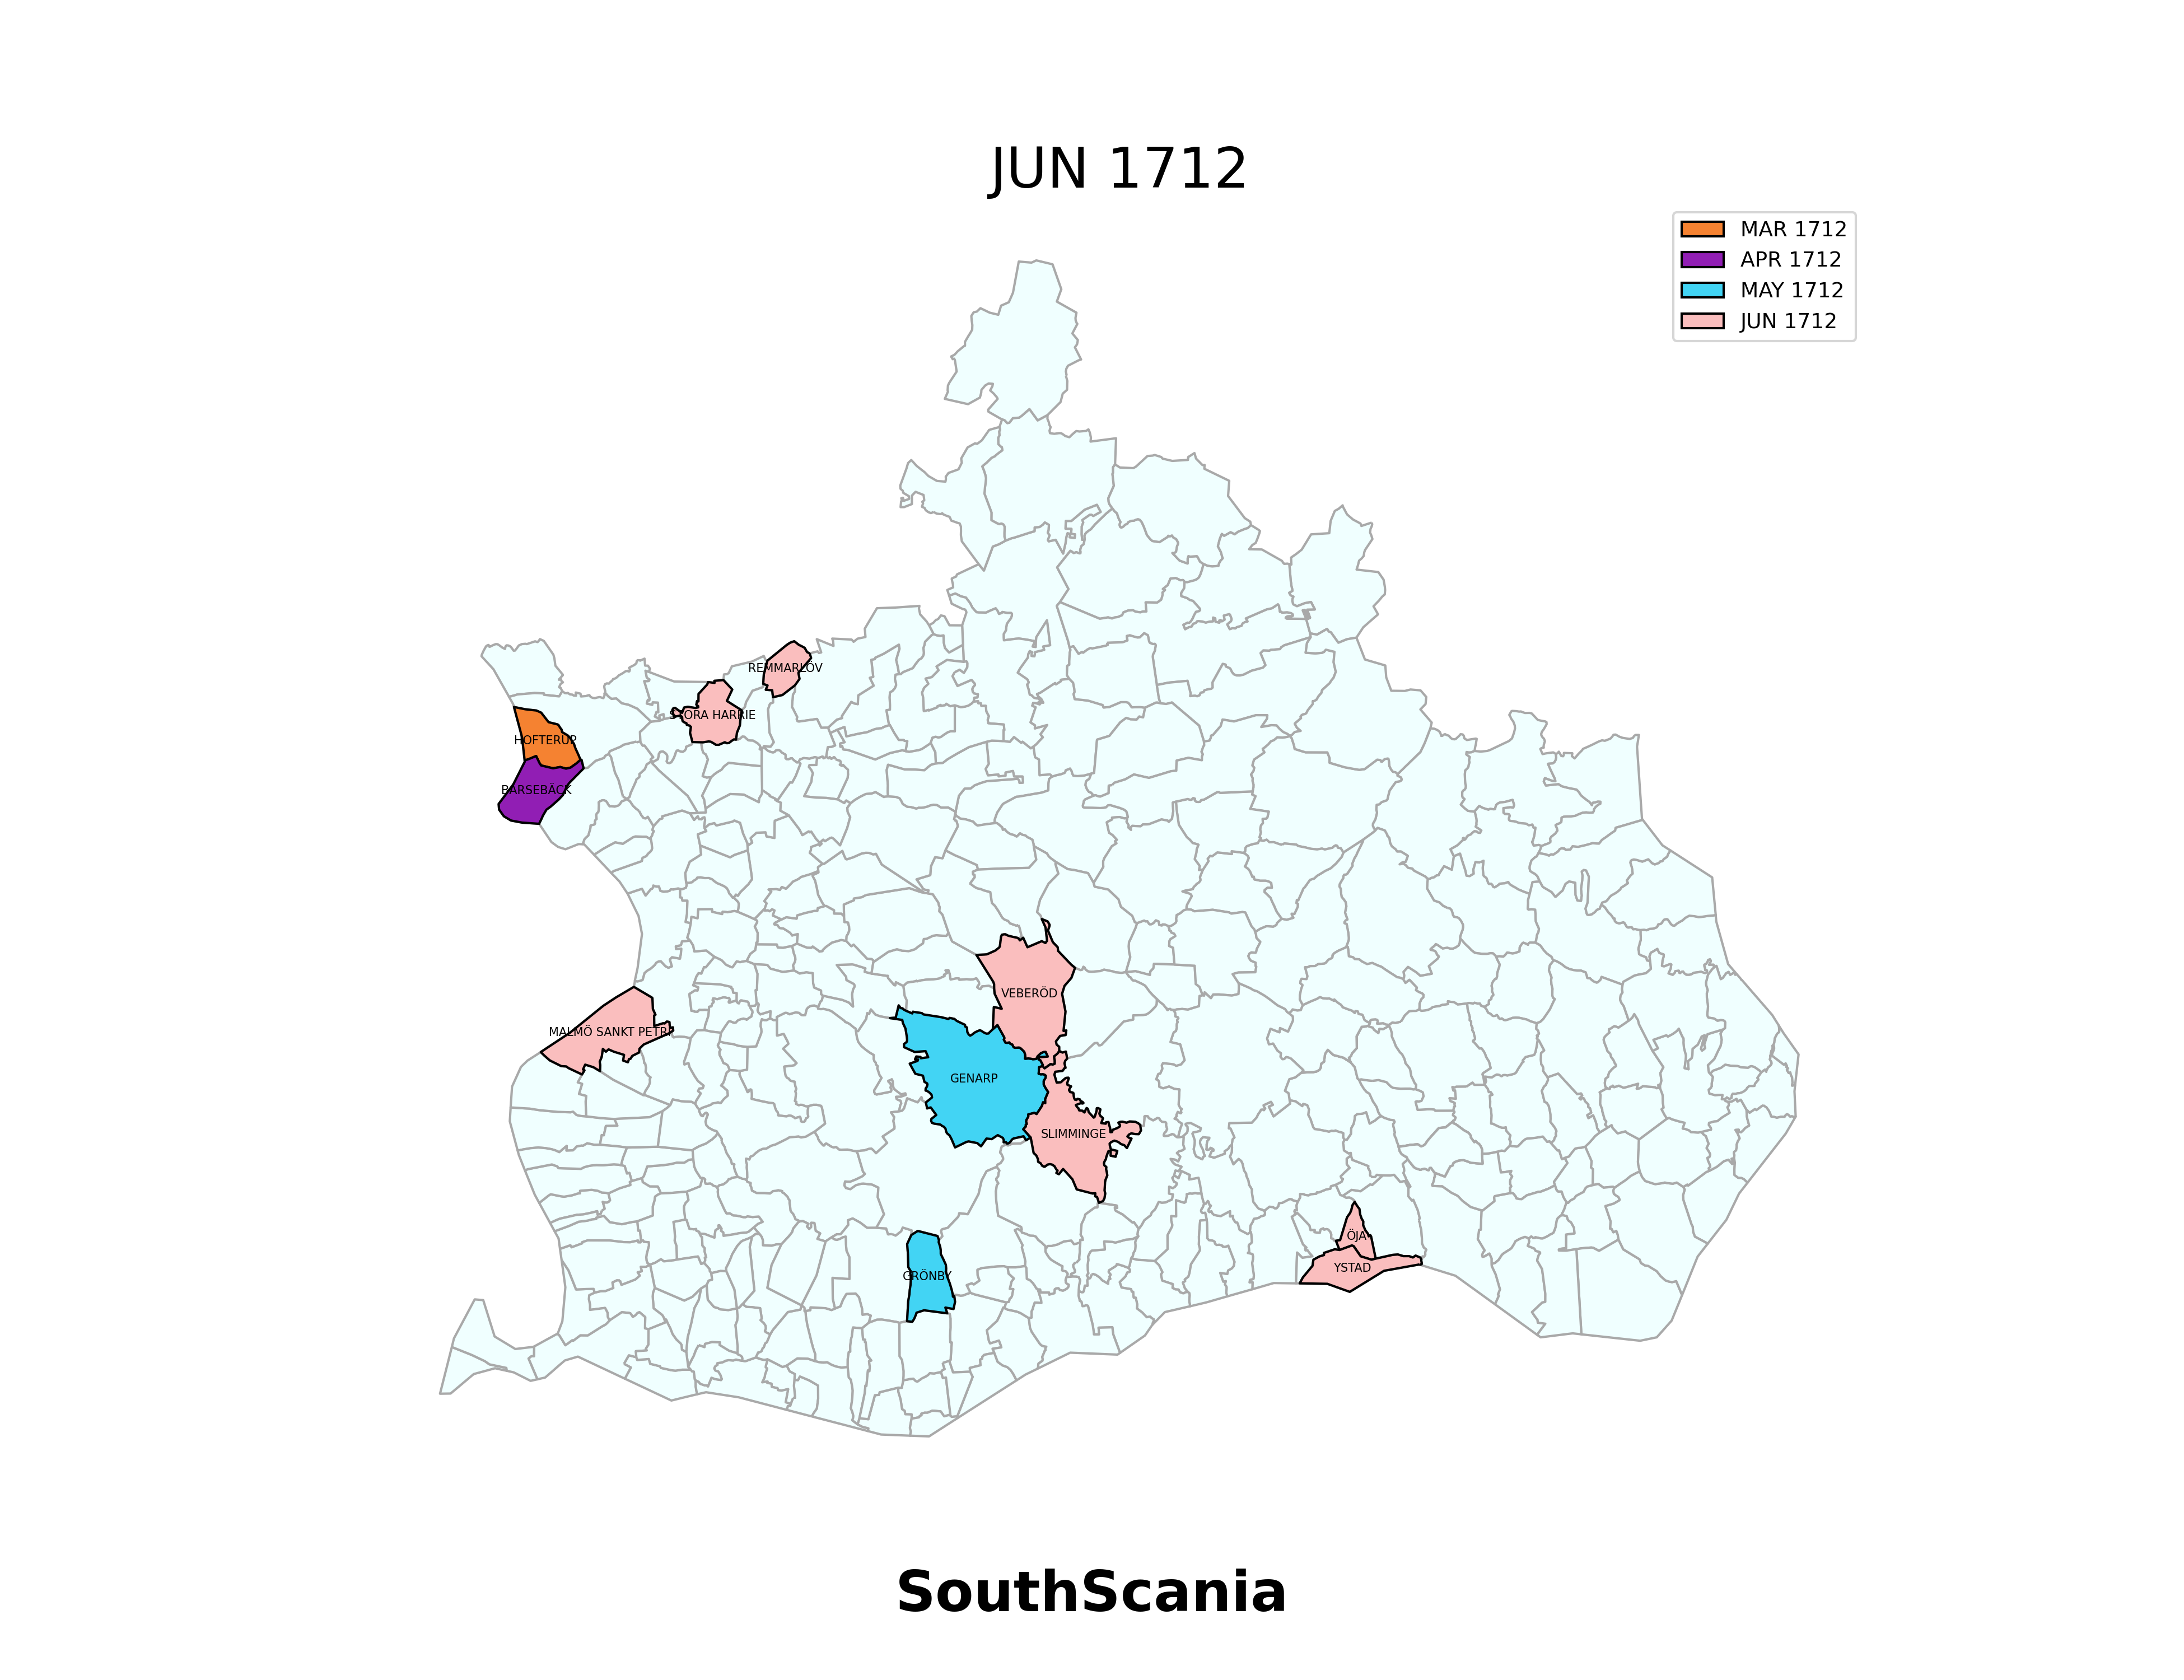 JUN 1712
MAR 1712
APR 1712
MAY 1712
JUN 1712
REMMARLÖV
STORA HARRIE
HOFTERUP
BARSEBÄCK
VEBERÖD
MALMÖ SANKT PETRI
GENARP
SLIMMINGE
ÖJA
YSTAD
GRÖNBY
SouthScania